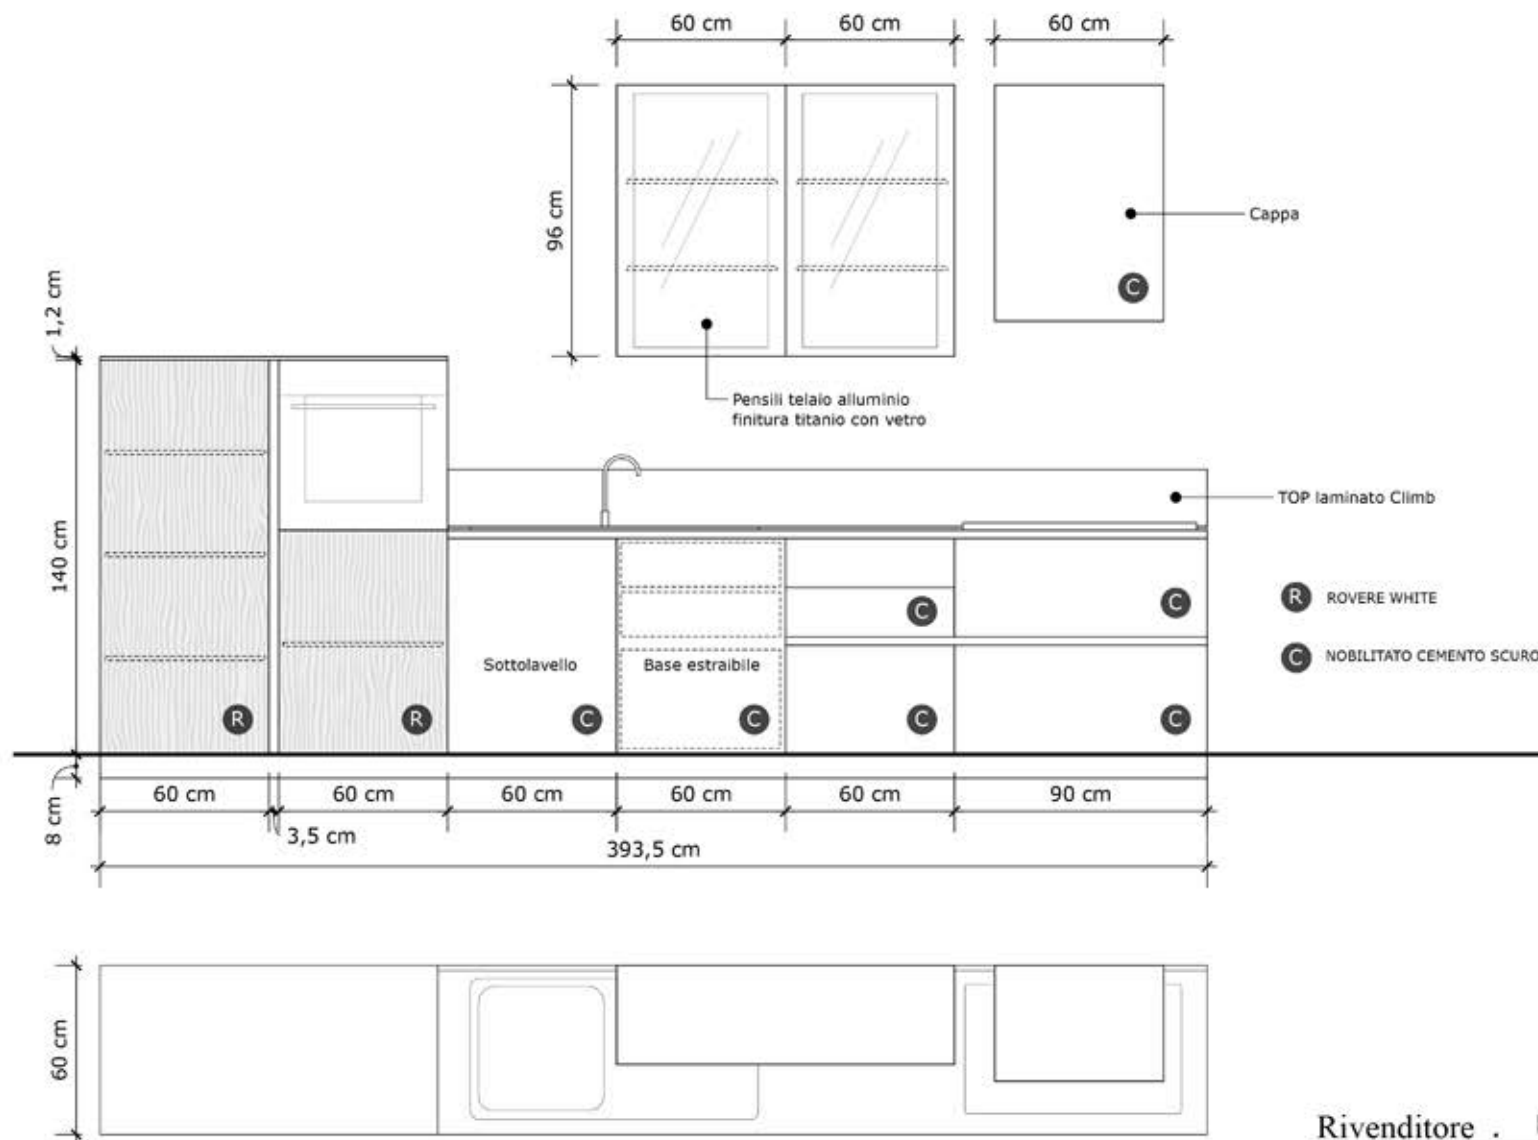 60 cm
60 cm
60 cm
96 cm
Cappa
C
1,2 cm
Pensili telaio alluminio
finitura titanio con vetro
TOP laminato Climb
140 cm
R ROVERE WHITE
C
C
Sottolavello
Base estraibile
C NOBILITATO CEMENTO SCURO
R
R
C
C
C
C
8 cm
60 cm
60 cm
60 cm
60 cm
60 cm
90 cm
3,5 cm
393,5 cm
60 cm
Rivenditore .